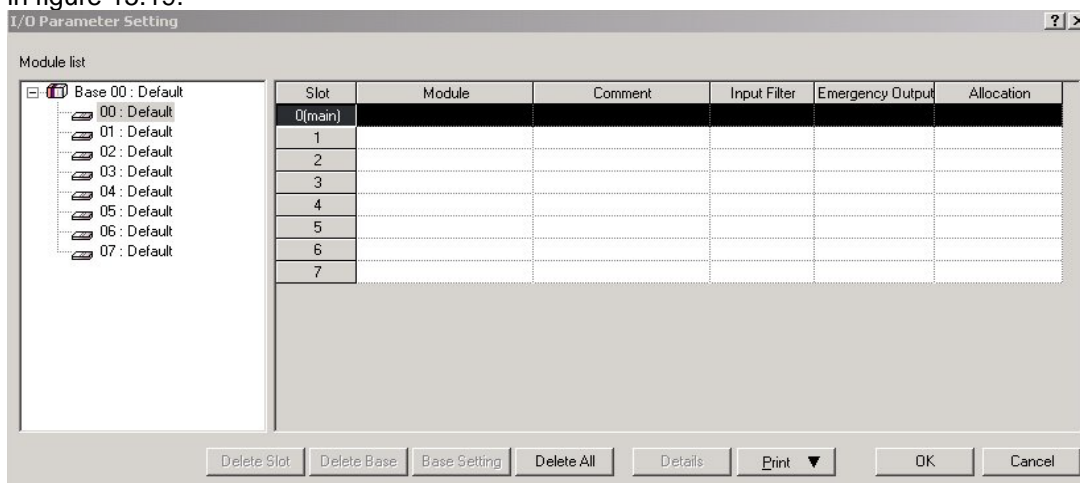 in figure 18.19.
I/O Parameter Setting
Module list
Base 00 : Default
00 : Default
01 : Default
02 : Default
03 : Default
04 : Default
05 : Default
06 : Default
07 : Default
Slot Module Comment Input Filter Emergency Output Allocation
0(main)
1
2
3
4
5
6
7
Delete Slot Delete Base Base Setting Delete All Details Print ▼ OK Cancel